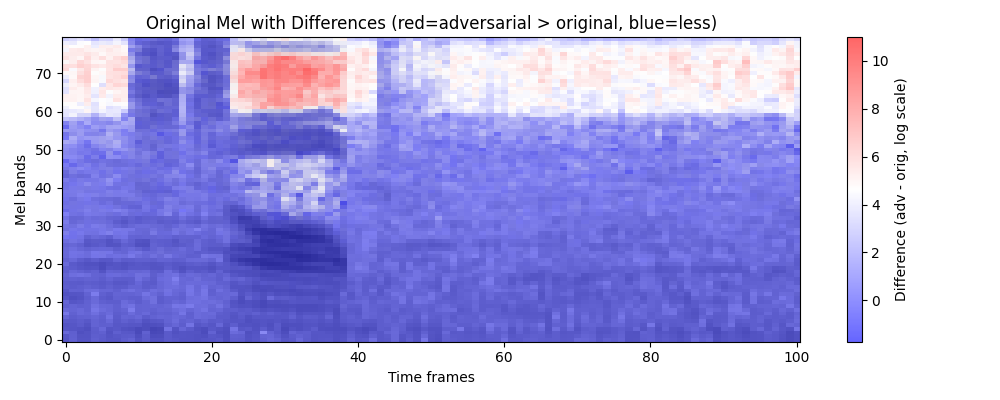 Original Mel with Differences (red=adversarial > original, blue=less)
70
60
50
40
30
20
10
0
Mel bands
0 20 40 60 80 100
Time frames
10
8
6
4
2
0
Difference (adv - orig, log scale)